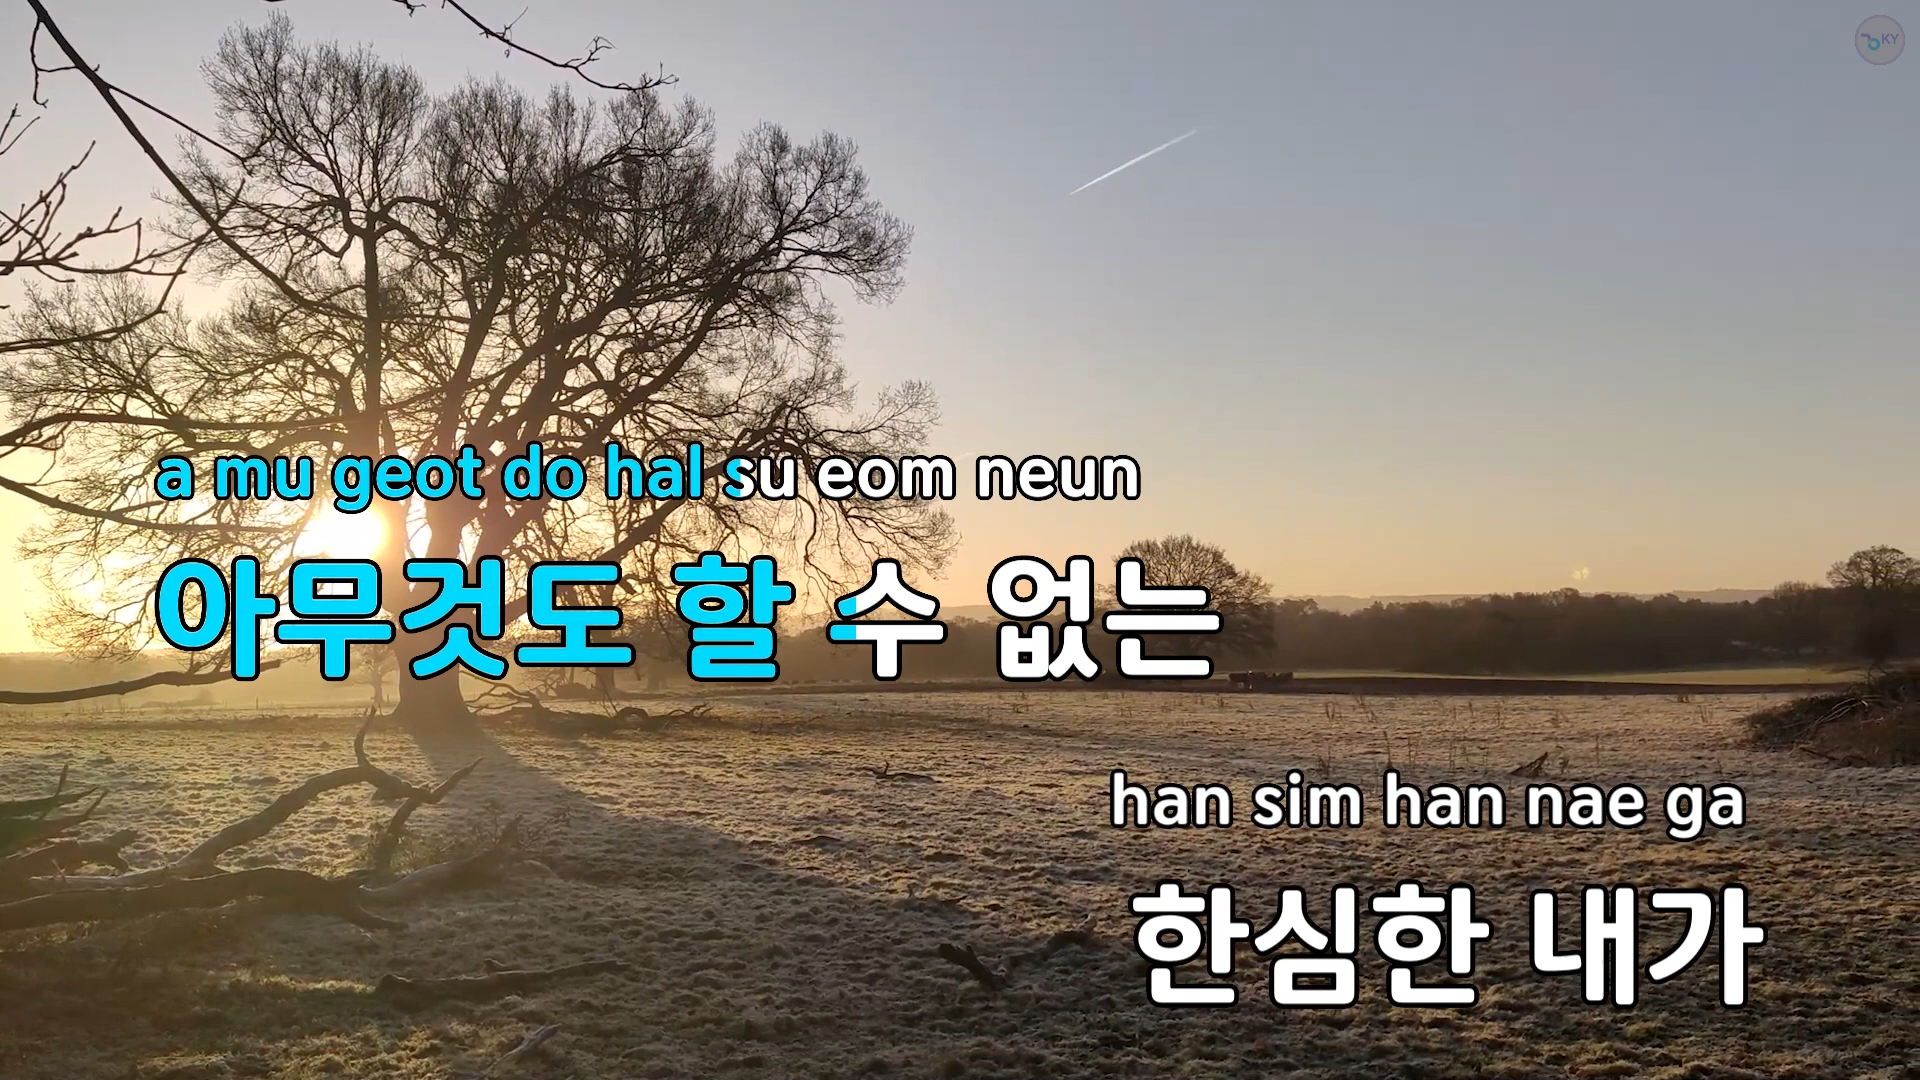 KY
a mu geot do hal su eom neun
아무것도 할 수 없는
han sim han nae ga
한심한 내가